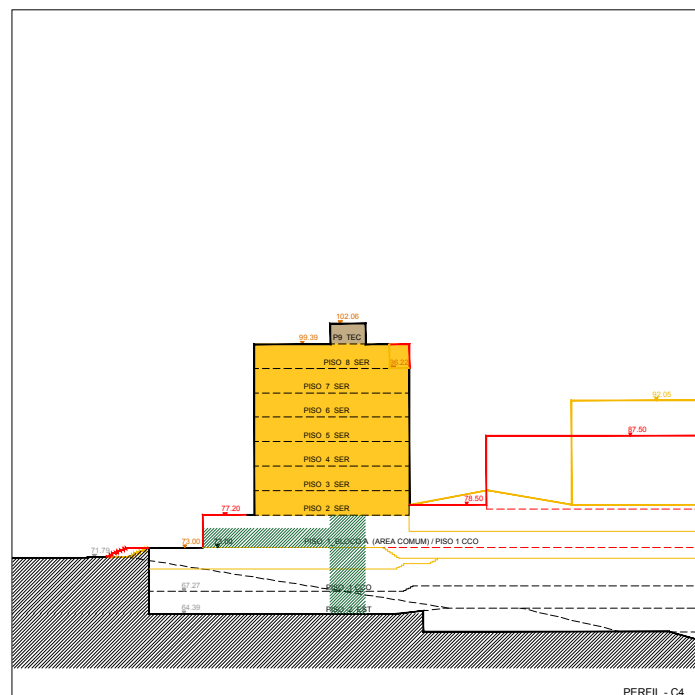 102.06
P9 TEC
99.39
PISO 8 SER
96.22
PISO 7 SER
92.05
PISO 6 SER
PISO 5 SER
87.50
PISO 4 SER
PISO 3 SER
78.50
PISO 2 SER
77.20
73.00
73.00
PISO 1_BLOCO A (AREA COMUM) / PISO 1 CCO
71.79
67.27
PISO -1 CCO
64.39
PISO -2 EST
PERFIL - C4